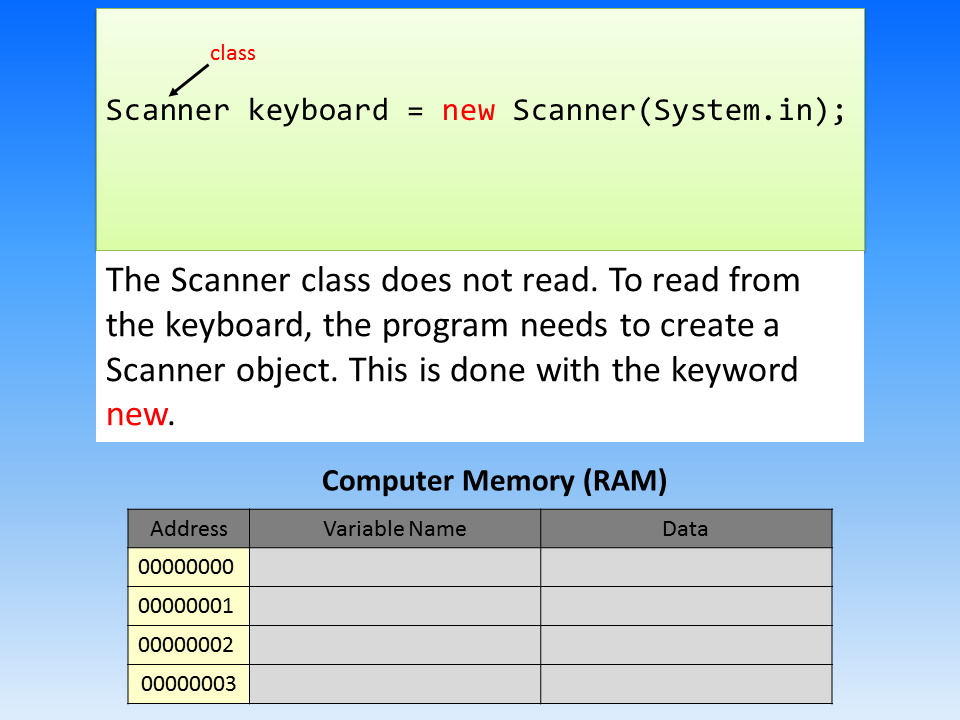 class
Scanner keyboard = new Scanner(System.in);
The Scanner class does not read. To read from
the keyboard, the program needs to create a
Scanner object. This is done with the keyword
new.
Computer Memory (RAM)
Address Variable Name Data
00000000
00000001
00000002
00000003